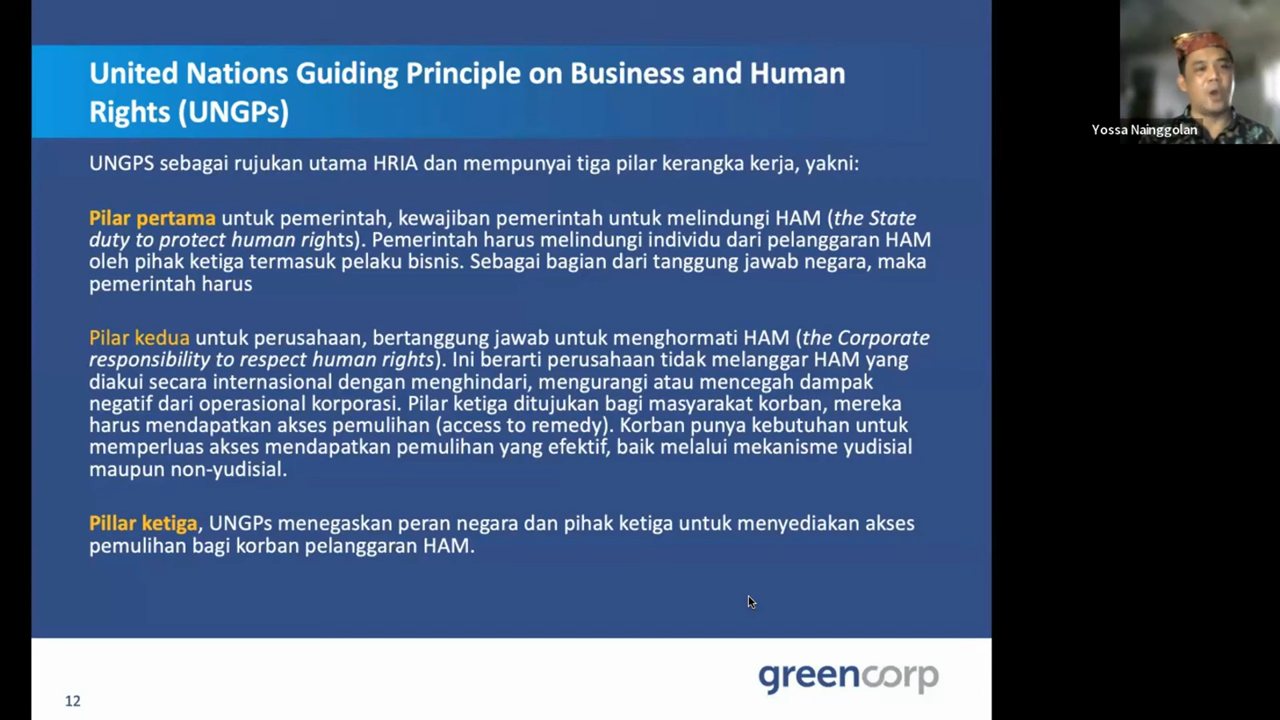 United Nations Guiding Principle on Business and Human
Rights (UNGPs)
UNGPS sebagai rujukan utama HRIA dan mempunyai tiga pilar kerangka kerja, yakni:
Pilar pertama untuk pemerintah, kewajiban pemerintah untuk melindungi HAM (the State
duty to protect human rights). Pemerintah harus melindungi individu dari pelanggaran HAM
oleh pihak ketiga termasuk pelaku bisnis. Sebagai bagian dari tanggung jawab negara, maka
pemerintah harus
Pilar kedua untuk perusahaan, bertanggung jawab untuk menghormati HAM (the Corporate
responsibility to respect human rights). Ini berarti perusahaan tidak melanggar HAM yang
diakui secara internasional dengan menghindari, mengurangi atau mencegah dampak
negatif dari operasional korporasi. Pilar ketiga ditujukan bagi masyarakat korban, mereka
harus mendapatkan akses pemulihan (access to remedy). Korban punya kebutuhan untuk
memperluas akses mendapatkan pemulihan yang efektif, baik melalui mekanisme yudisial
maupun non-yudisial.
Pillar ketiga, UNGPs menegaskan peran negara dan pihak ketiga untuk menyediakan akses
pemulihan bagi korban pelanggaran HAM.
greencorp
12
Yossa Nainggolan